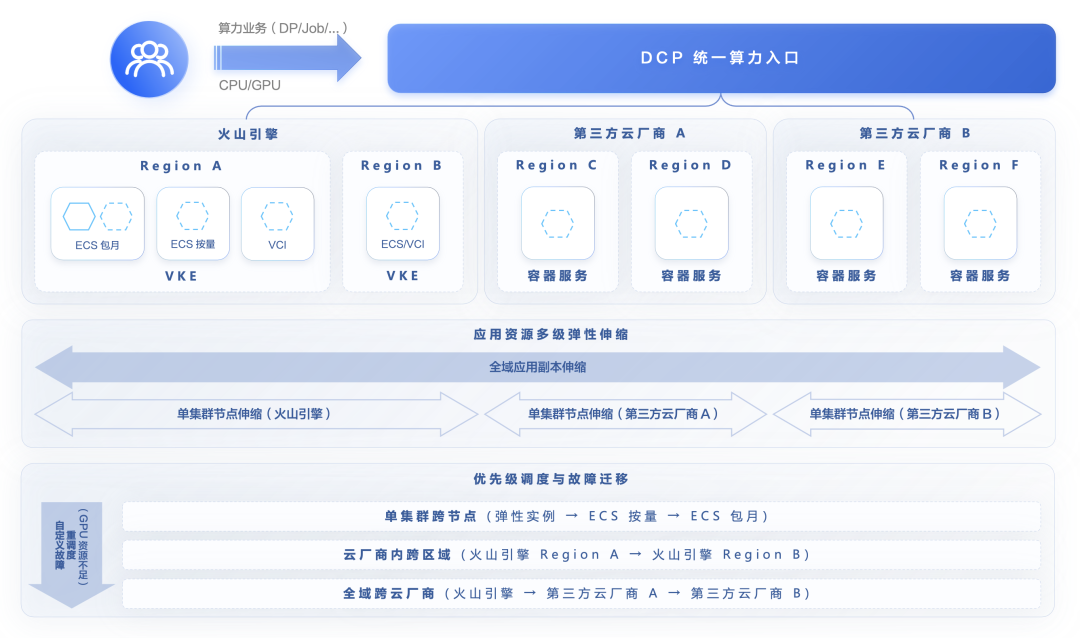 算力业务（DP/Job/...）
CPU/GPU
DCP 统一算力入口
火山引擎
Region A
ECS 包月
ECS 按量
VCI
VKE
Region B
ECS/VCI
VKE
第三方云厂商 A
Region C
容器服务
Region D
容器服务
第三方云厂商 B
Region E
容器服务
Region F
容器服务
应用资源多级弹性伸缩
全域应用副本伸缩
单集群节点伸缩（火山引擎）
单集群节点伸缩（第三方云厂商 A）
单集群节点伸缩（第三方云厂商 B）
优先级调度与故障迁移
自定义故障
重调度
（GPU 资源不足）
单集群跨节点（弹性实例 → ECS 按量 → ECS 包月）
云厂商内跨区域（火山引擎 Region A → 火山引擎 Region B）
全域跨云厂商（火山引擎 → 第三方云厂商 A → 第三方云厂商 B）